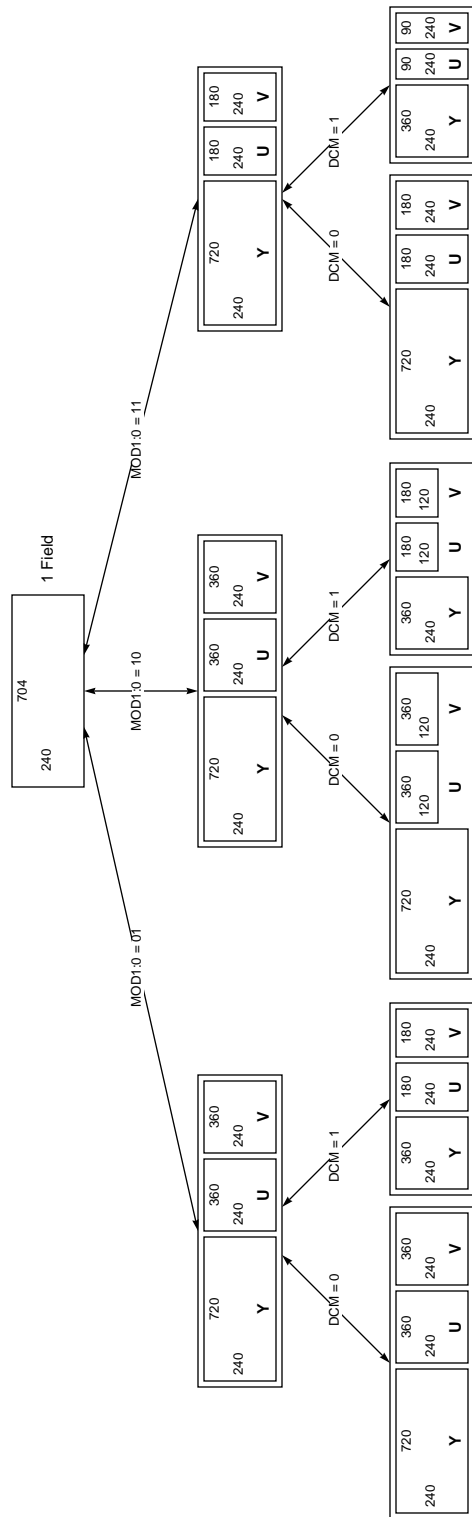 1 Field
704
240
MOD1:0 = 01
MOD1:0 = 10
MOD1:0 = 11
720
240
Y
360
240
U
360
240
V
720
240
Y
360
240
U
360
240
V
720
240
Y
180
240
U
180
240
V
DCM = 0
DCM = 1
DCM = 0
DCM = 1
DCM = 0
DCM = 1
720
240
Y
360
240
U
360
240
V
360
240
Y
180
240
U
180
240
V
720
240
Y
360
120
U
360
120
V
360
240
Y
180
120
U
180
120
V
720
240
Y
180
240
U
180
240
V
360
240
Y
90
240
U
90
240
V